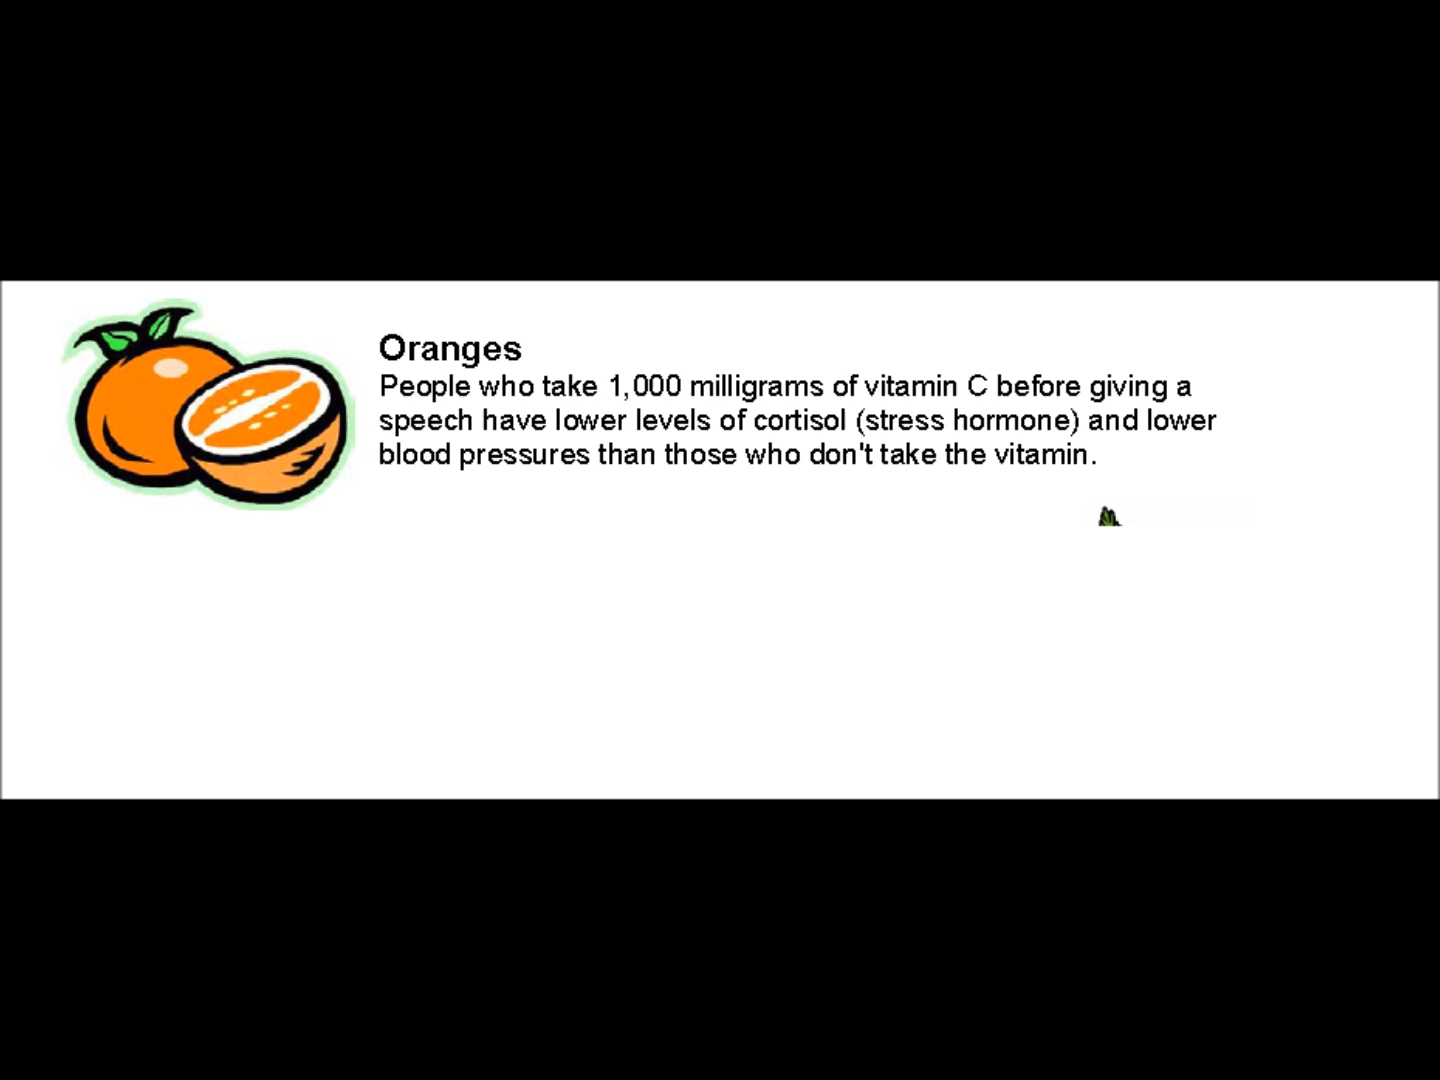 Oranges
People who take 1,000 milligrams of vitamin C before giving a
speech have lower levels of cortisol (stress hormone) and lower
blood pressures than those who don't take the vitamin.